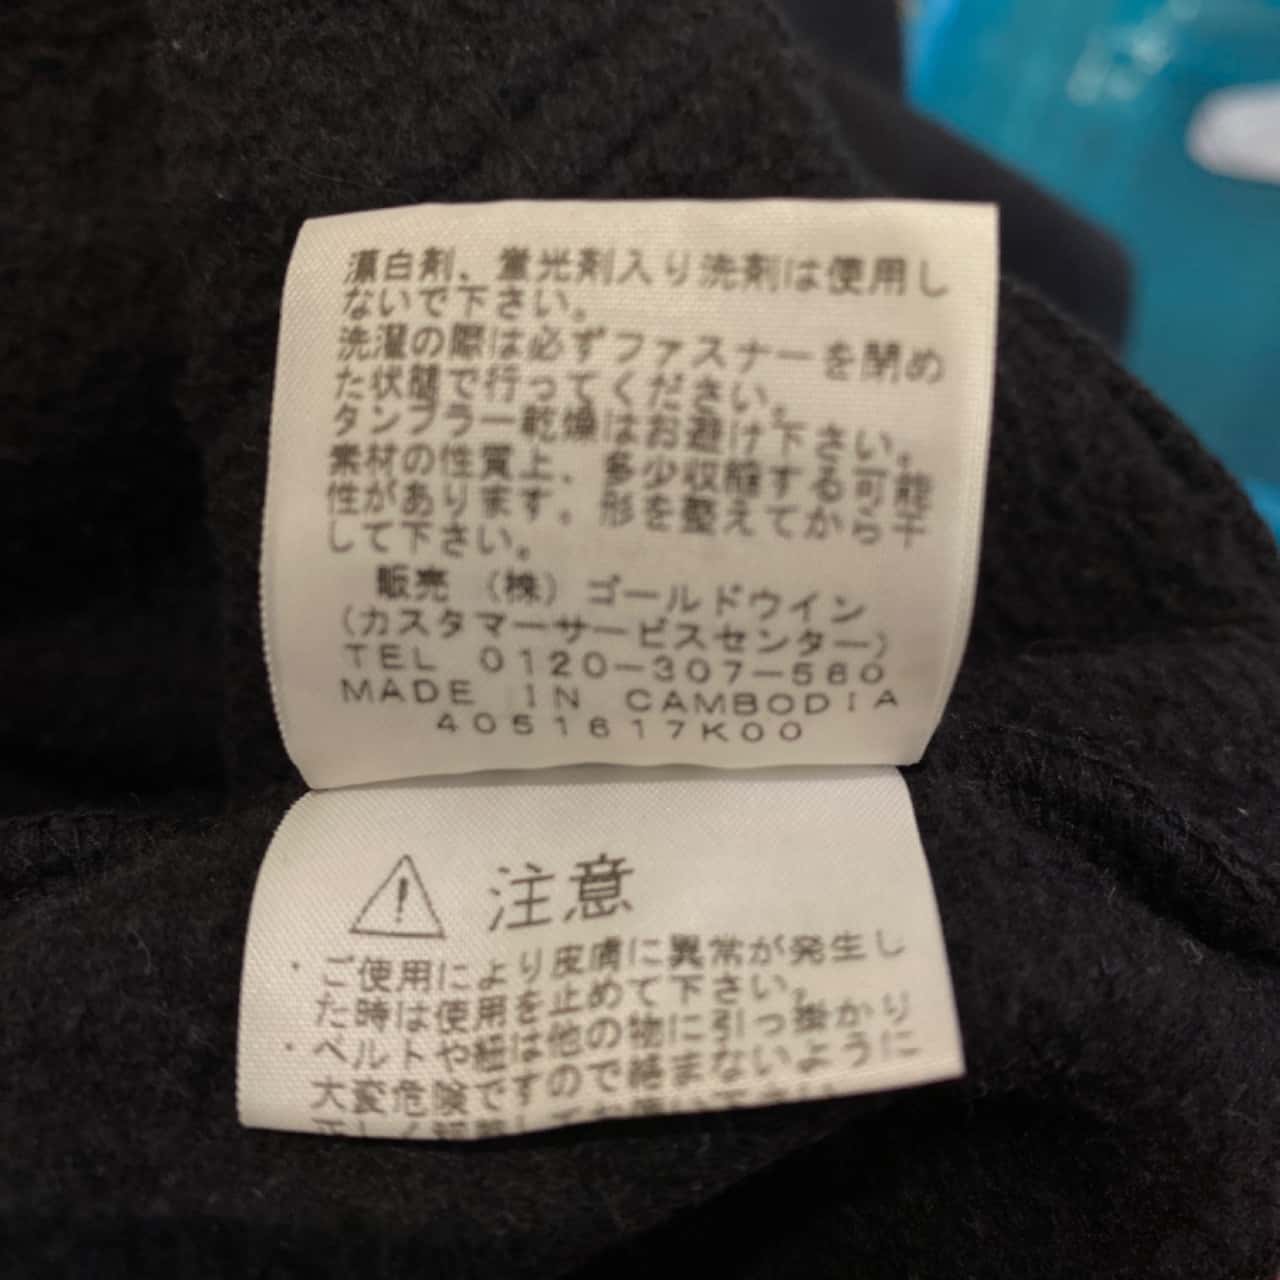 漂白剤、蛍光剤入り洗剤は使用し
ないで下さい。
洗濯の際は必ずファスナーを閉め
た状態で行ってください。
タンブラー乾燥はお避け下さい。
素材の性質上、多少収縮する可能
性があります。形を整えてから干
して下さい。
販売 (株) ゴールドウイン
(カスタマーサービスセンター)
TEL 0120-307-560
MADE IN CAMBODIA
4051617K00
注意
・ご使用により皮膚に異常が発生し
た時は使用を止めて下さい。
・ベルトや紐は他の物に引っ掛かり
大変危険ですので絡まないように